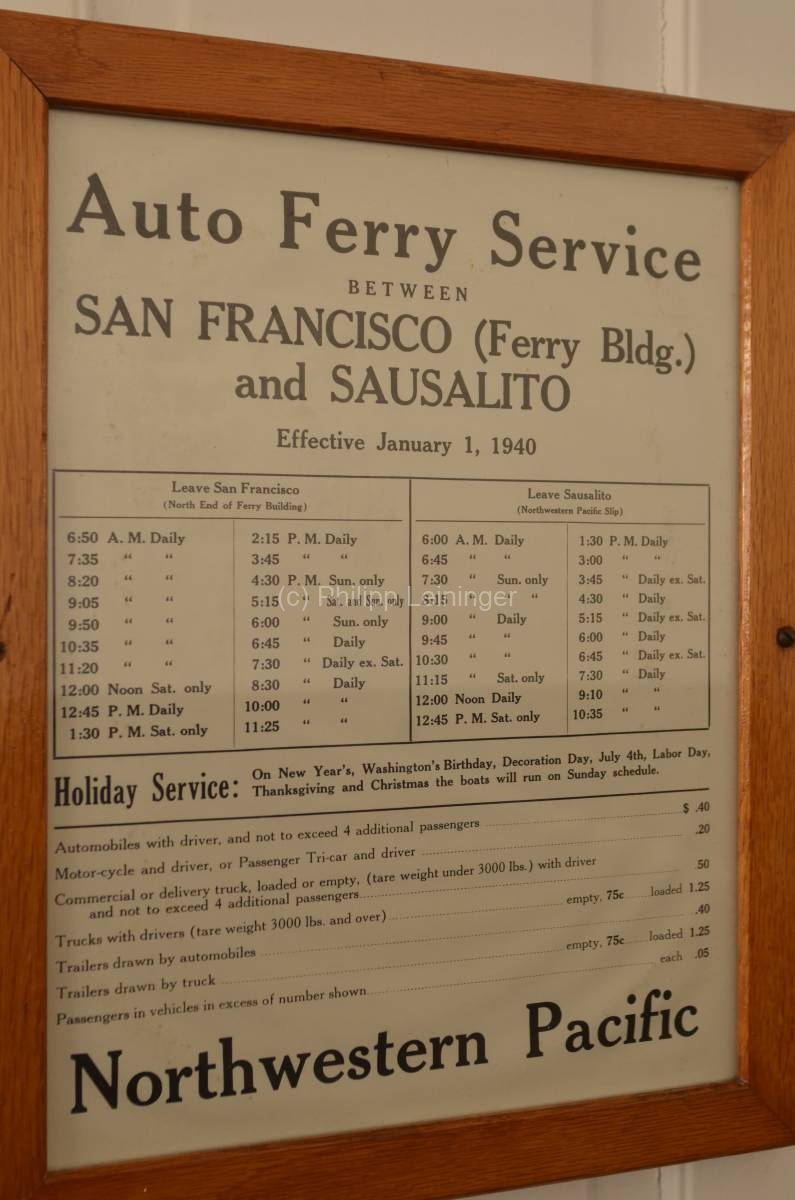 Auto Ferry Service
BETWEEN
SAN FRANCISCO (Ferry Bldg.)
and SAUSALITO
Effective January 1, 1940
Leave San Francisco
(North End of Ferry Building)
6:50 A. M. Daily
7:35 " "
8:20 " "
9:05 " "
9:50 " "
10:35 " "
11:20 " "
12:00 Noon Sat. only
12:45 P. M. Daily
1:30 P. M. Sat. only
2:15 P. M. Daily
3:45 " "
4:30 P. M. Sun. only
5:15 " Sat. and Sun. only
6:00 " Sun. only
6:45 " Daily
7:30 " Daily ex. Sat.
8:30 " Daily
10:00 " "
11:25 " "
Leave Sausalito
(Northwestern Pacific Slip)
6:00 A. M. Daily
6:45 " "
7:30 " Sun. only
8:15 " " "
9:00 " Daily
9:45 " "
10:30 " "
11:15 " Sat. only
12:00 Noon Daily
12:45 P. M. Sat. only
1:30 P. M. Daily
3:00 " "
3:45 " Daily ex. Sat.
4:30 " Daily
5:15 " Daily ex. Sat.
6:00 " Daily
6:45 " Daily ex. Sat.
7:30 " Daily
9:10 " "
10:35 " "
(c) Philipp Leininger
Holiday Service: On New Year's, Washington's Birthday, Decoration Day, July 4th, Labor Day,
Thanksgiving and Christmas the boats will run on Sunday schedule.
Automobiles with driver, and not to exceed 4 additional passengers $ .40
Motor-cycle and driver, or Passenger Tri-car and driver .20
Commercial or delivery truck, loaded or empty, (tare weight under 3000 lbs.) with driver
and not to exceed 4 additional passengers .50
Trucks with drivers (tare weight 3000 lbs. and over) empty, 75c loaded 1.25
Trailers drawn by automobiles .40
Trailers drawn by truck empty, 75c loaded 1.25
Passengers in vehicles in excess of number shown each .05
Northwestern Pacific